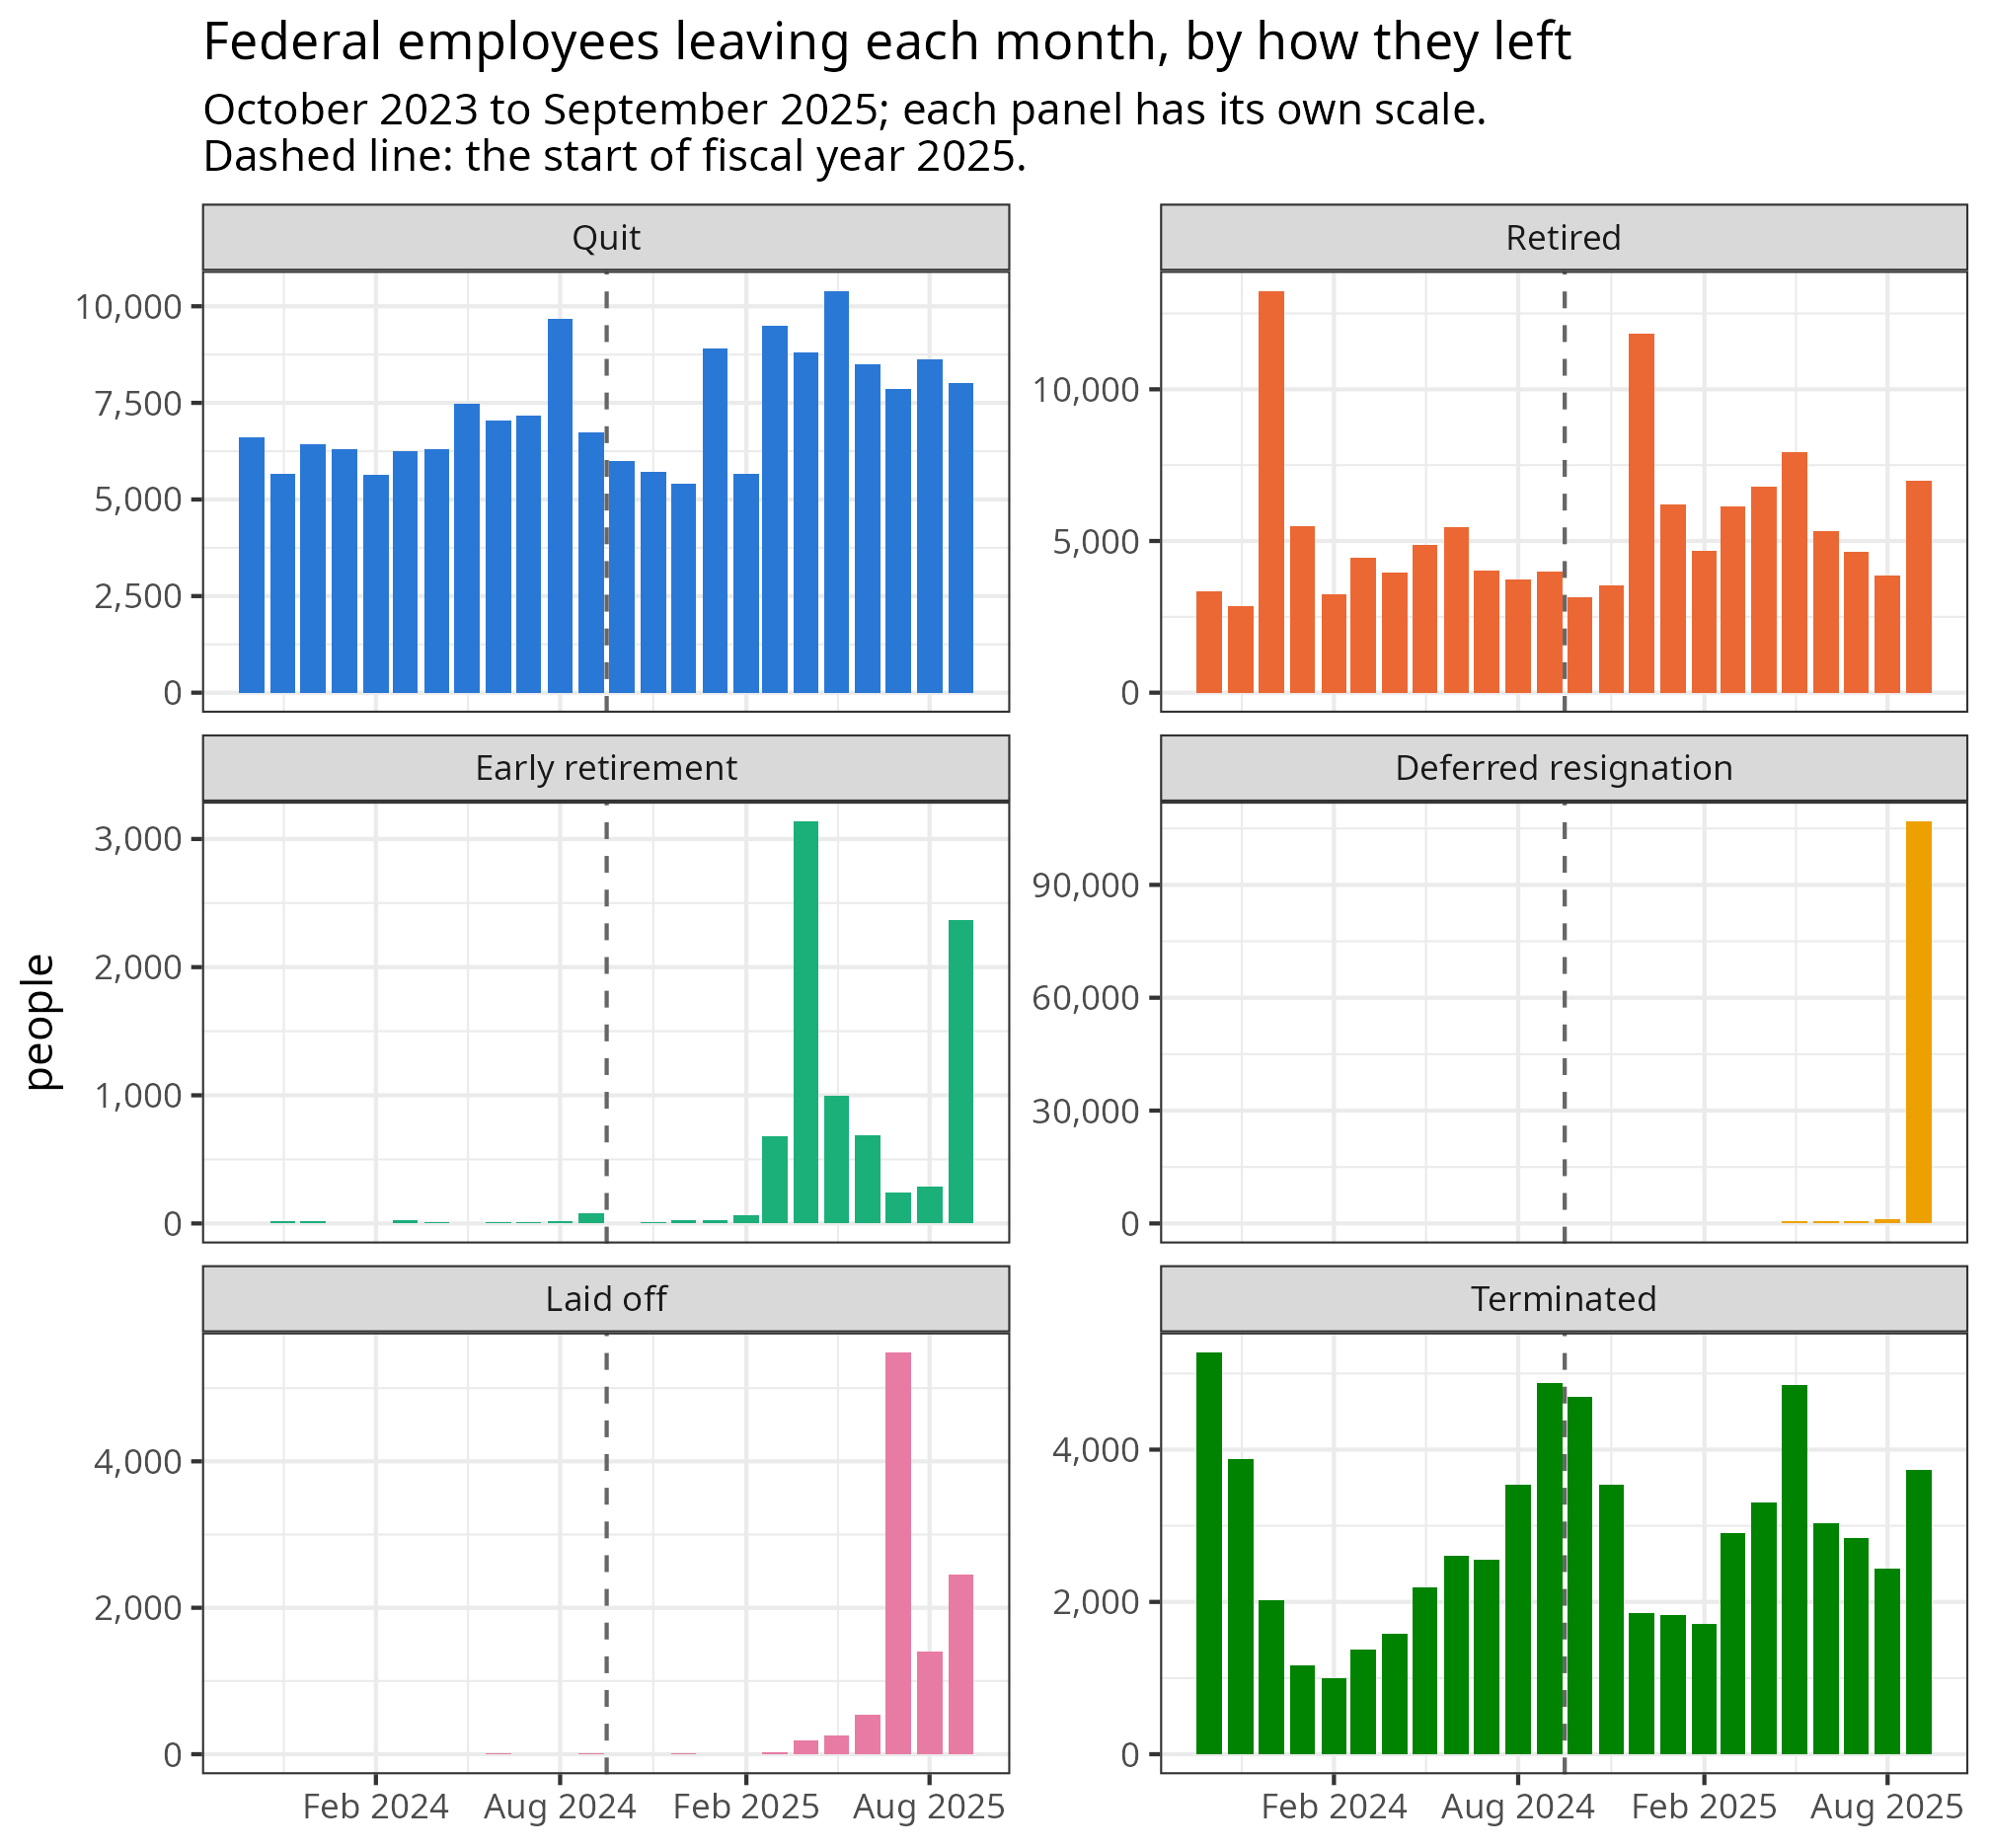 Federal employees leaving each month, by how they left
October 2023 to September 2025; each panel has its own scale.
Dashed line: the start of fiscal year 2025.
people
Quit
10,000
7,500
5,000
2,500
0
Retired
10,000
5,000
0
Early retirement
3,000
2,000
1,000
0
Deferred resignation
90,000
60,000
30,000
0
Laid off
4,000
2,000
0
Feb 2024 Aug 2024 Feb 2025 Aug 2025
Terminated
4,000
2,000
0
Feb 2024 Aug 2024 Feb 2025 Aug 2025